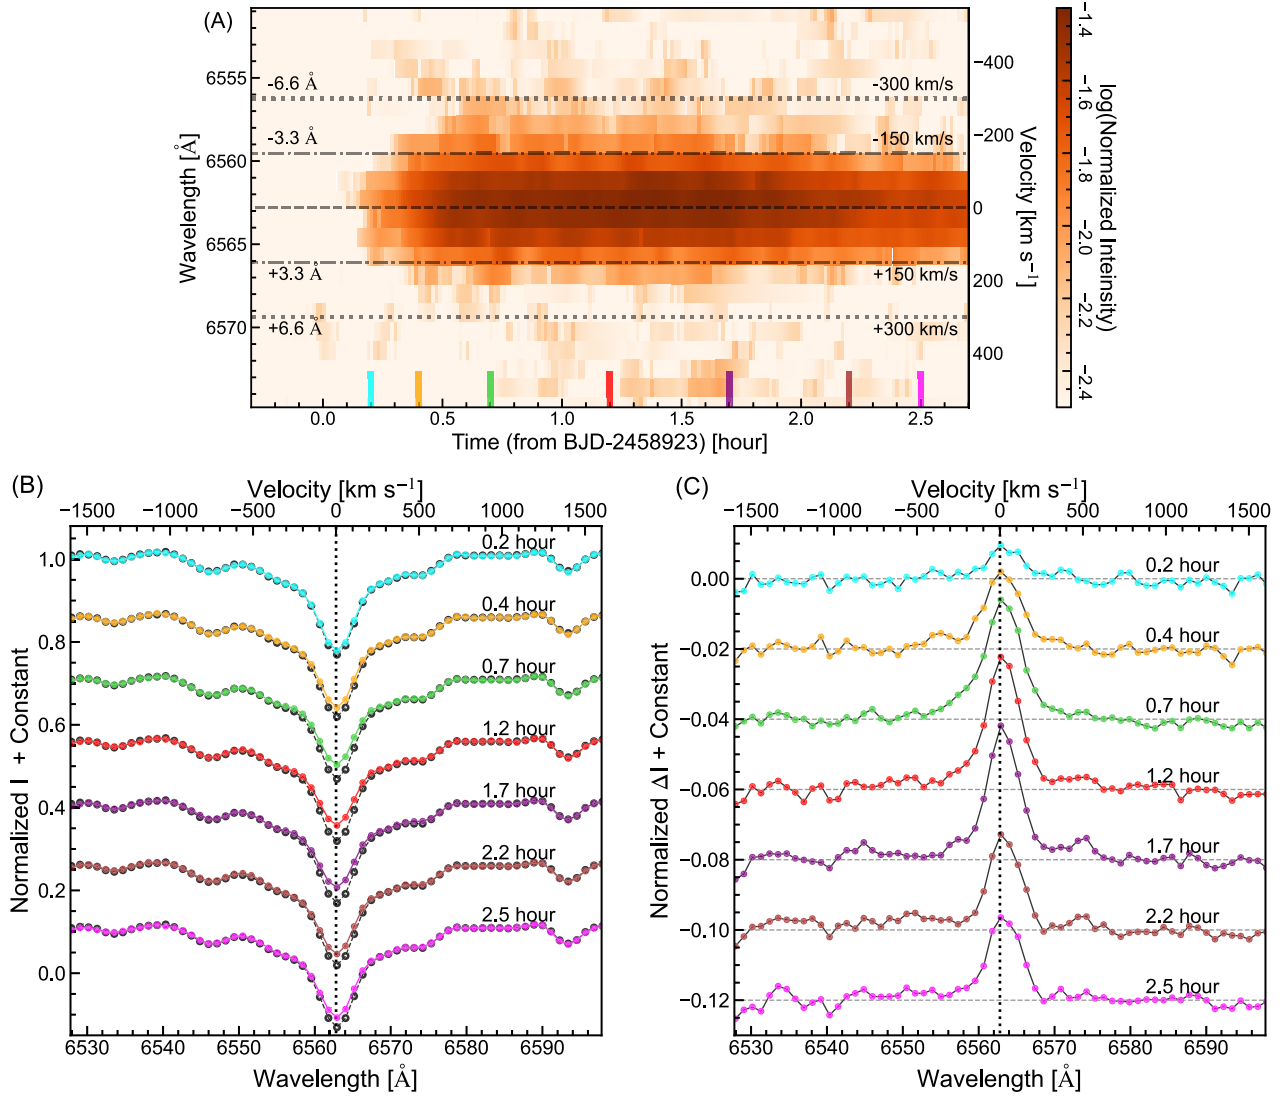 (A)
-6.6 Å
-300 km/s
-3.3 Å
-150 km/s
+3.3 Å
+150 km/s
+6.6 Å
+300 km/s
6555
6560
6565
6570
Wavelength [Å]
−400
−200
0
200
400
Velocity [km s⁻¹]
0.0 0.5 1.0 1.5 2.0 2.5
Time (from BJD-2458923) [hour]
−1.4
−1.6
−1.8
−2.0
−2.2
−2.4
log(Normalized Intensity)
(B)
Velocity [km s⁻¹]
−1500 −1000 −500 0 500 1000 1500
1.0
0.8
0.6
0.4
0.2
0.0
Normalized I + Constant
0.2 hour
0.4 hour
0.7 hour
1.2 hour
1.7 hour
2.2 hour
2.5 hour
6530 6540 6550 6560 6570 6580 6590
Wavelength [Å]
(C)
Velocity [km s⁻¹]
−1500 −1000 −500 0 500 1000 1500
0.00
−0.02
−0.04
−0.06
−0.08
−0.10
−0.12
Normalized ΔI + Constant
0.2 hour
0.4 hour
0.7 hour
1.2 hour
1.7 hour
2.2 hour
2.5 hour
6530 6540 6550 6560 6570 6580 6590
Wavelength [Å]